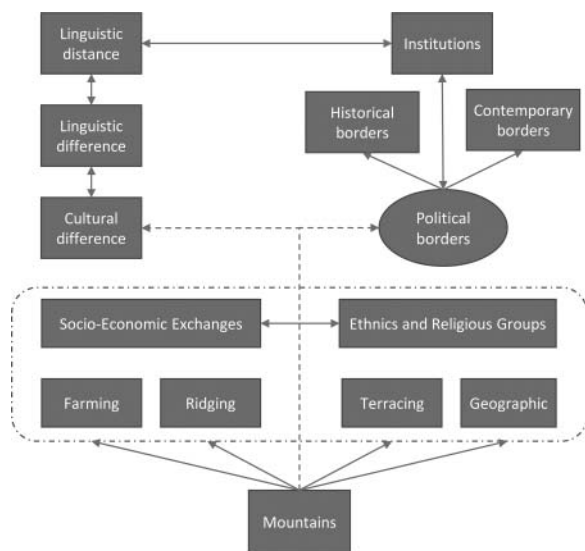 Linguistic
distance
Institutions
Historical
borders
Contemporary
borders
Linguistic
difference
Cultural
difference
Political
borders
Socio-Economic Exchanges
Ethnics and Religious Groups
Farming
Ridging
Terracing
Geographic
Mountains